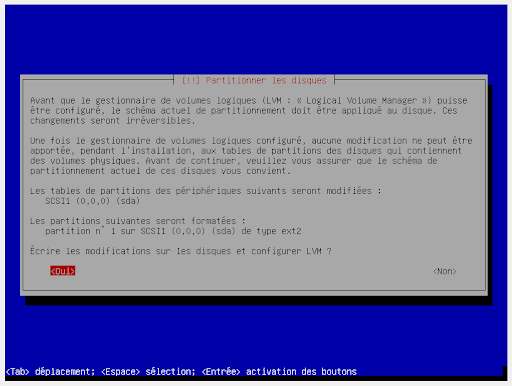 [!!] Partitionner les disques
Avant que le gestionnaire de volumes logiques (LVM : « Logical Volume Manager ») puisse
être configuré, le schéma actuel de partitionnement doit être appliqué au disque. Ces
changements seront irréversibles.
Une fois le gestionnaire de volumes logiques configuré, aucune modification ne peut être
apportée, pendant l'installation, aux tables de partitions des disques qui contiennent
des volumes physiques. Avant de continuer, veuillez vous assurer que le schéma de
partitionnement actuel de ces disques vous convient.
Les tables de partitions des périphériques suivants seront modifiées :
SCSI1 (0,0,0) (sda)
Les partitions suivantes seront formatées :
partition n° 1 sur SCSI1 (0,0,0) (sda) de type ext2
Écrire les modifications sur les disques et configurer LVM ?
<Oui> <Non>
<Tab> déplacement; <Espace> sélection; <Entrée> activation des boutons